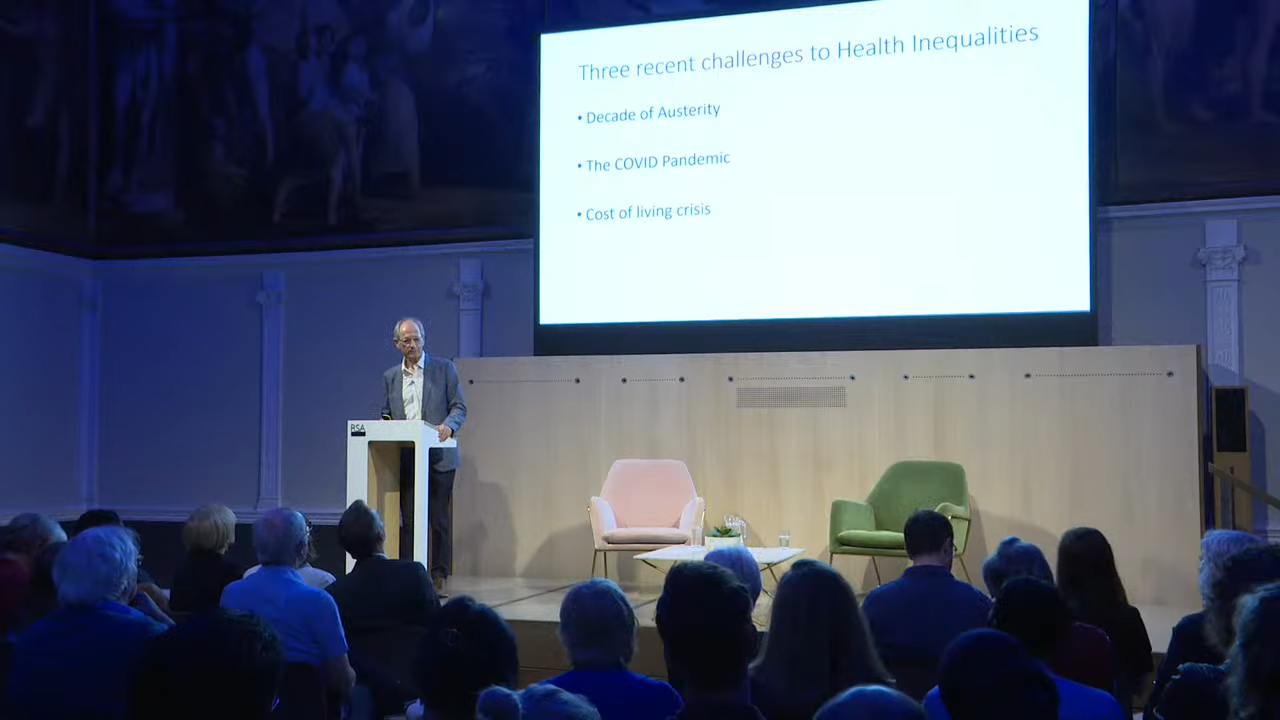 Three recent challenges to Health Inequalities
• Decade of Austerity
• The COVID Pandemic
• Cost of living crisis
RSA